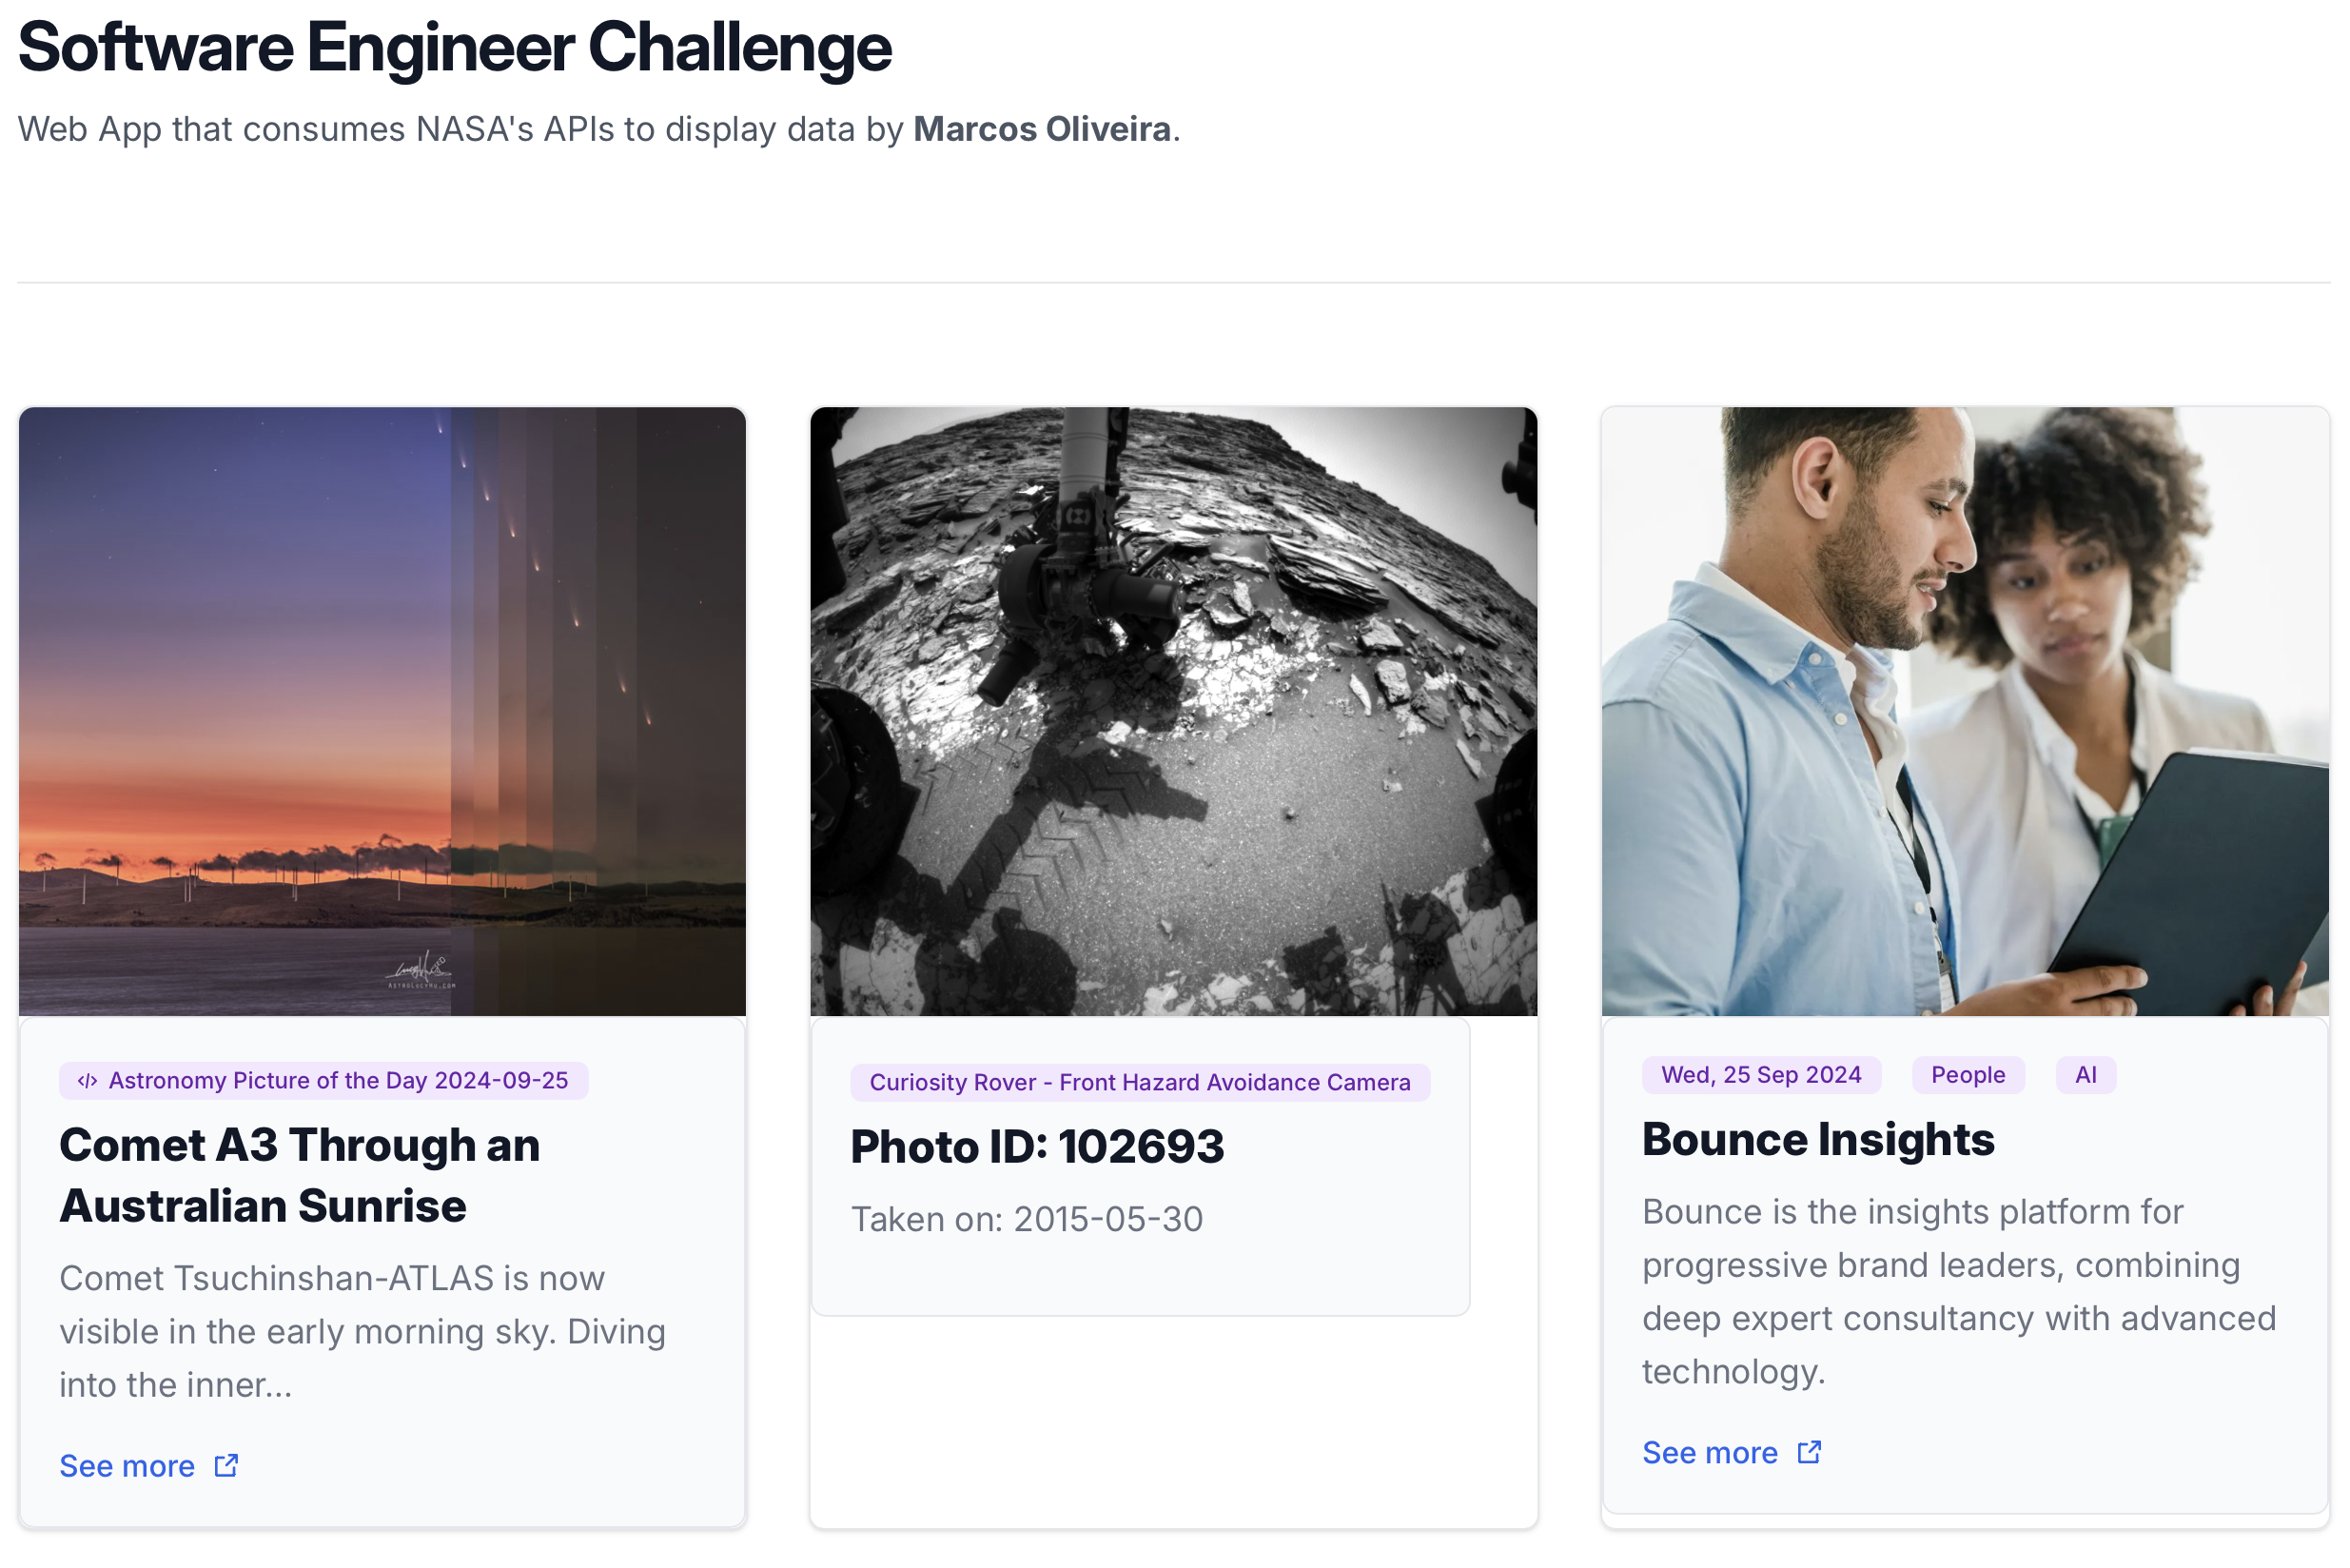 Software Engineer Challenge
Web App that consumes NASA's APIs to display data by Marcos Oliveira.
ASTROLUCYHU.COM
Astronomy Picture of the Day 2024-09-25
Comet A3 Through an
Australian Sunrise
Comet Tsuchinshan-ATLAS is now
visible in the early morning sky. Diving
into the inner...
See more
Curiosity Rover - Front Hazard Avoidance Camera
Photo ID: 102693
Taken on: 2015-05-30
Wed, 25 Sep 2024 People AI
Bounce Insights
Bounce is the insights platform for
progressive brand leaders, combining
deep expert consultancy with advanced
technology.
See more